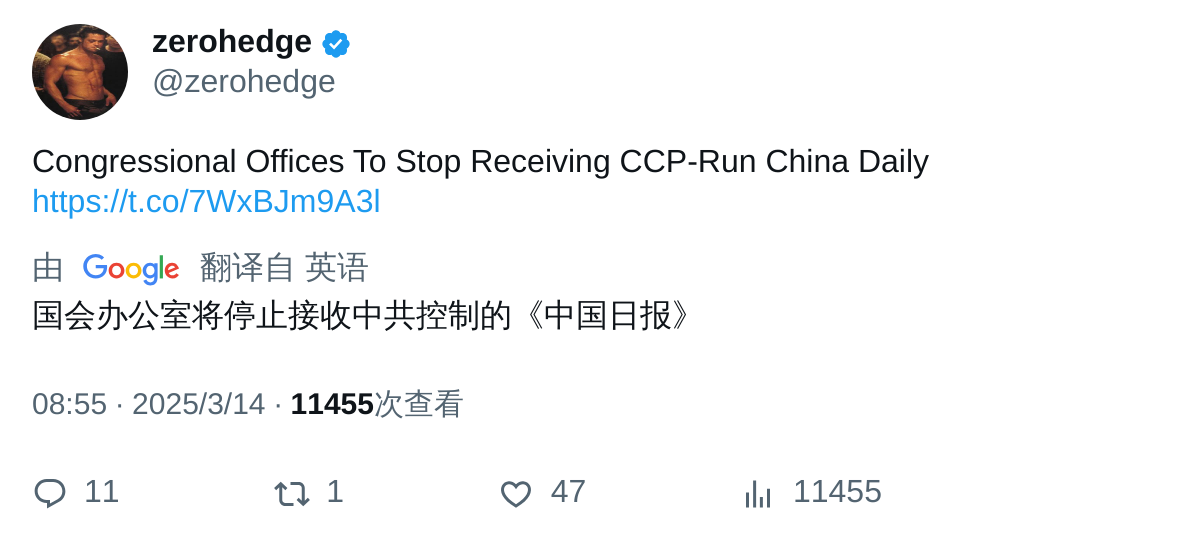 zerohedge
@zerohedge
Congressional Offices To Stop Receiving CCP-Run China Daily
https://t.co/7WxBJm9A3l
由 Google 翻译自 英语
国会办公室将停止接收中共控制的《中国日报》
08:55 · 2025/3/14 · 11455次查看
11 1 47 11455